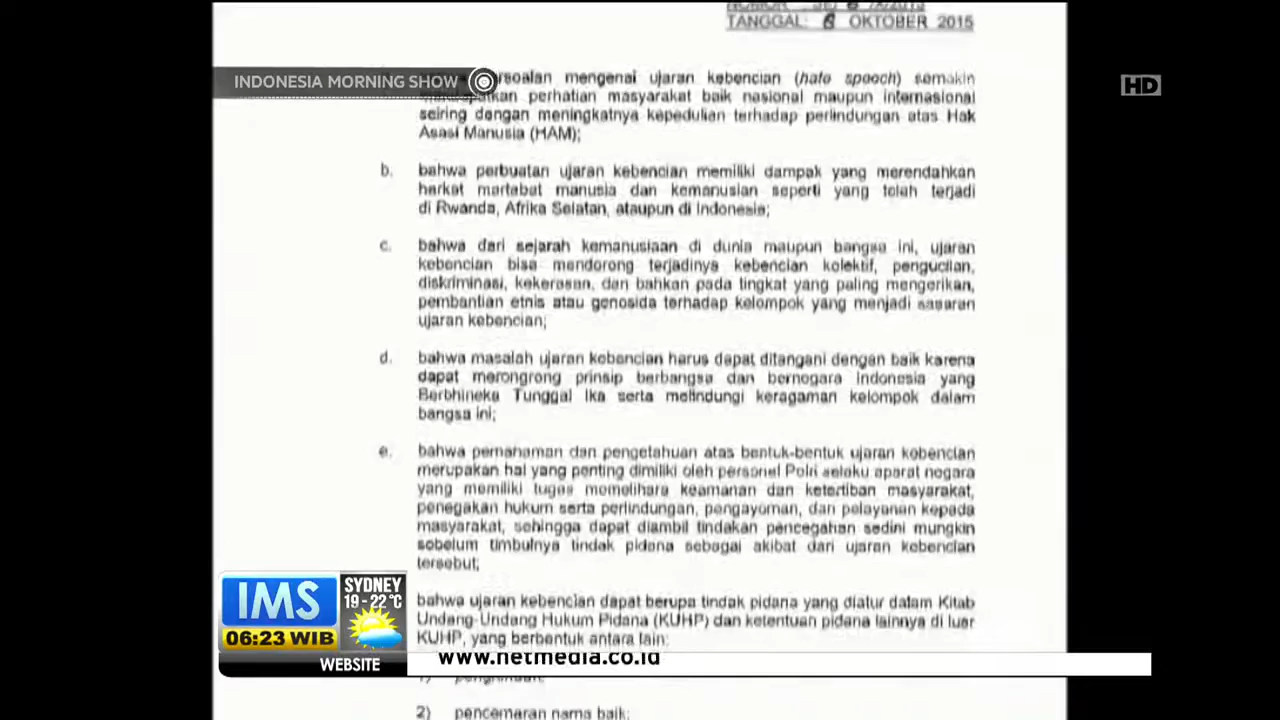 TANGGAL: 6 OKTOBER 2015
INDONESIA MORNING SHOW
HD
mengenai ujaran kebencian (hate speech) semakin
perhatian masyarakat baik nasional maupun internasional
seiring dengan meningkatnya kepedulian terhadap perlindungan atas Hak
Asasi Manusia (HAM);
b. bahwa perbuatan ujaran kebencian memiliki dampak yang merendahkan
harkat martabat manusia dan kemanusian seperti yang telah terjadi
di Rwanda, Afrika Selatan, ataupun di Indonesia;
c. bahwa dari sejarah kemanusiaan di dunia maupun bangsa ini, ujaran
kebencian bisa mendorong terjadinya kebencian kolektif, pengucilan,
diskriminasi, kekerasan, dan bahkan pada tingkat yang paling mengerikan,
pembantian etnis atau genosida terhadap kelompok yang menjadi sasaran
ujaran kebencian;
d. bahwa masalah ujaran kebencian harus dapat ditangani dengan baik karena
dapat merongrong prinsip berbangsa dan bernegara Indonesia yang
Berbhineka Tunggal Ika serta melindungi keragaman kelompok dalam
bangsa ini;
e. bahwa pemahaman dan pengetahuan atas bentuk-bentuk ujaran kebencian
merupakan hal yang penting dimiliki oleh personel Polri selaku aparat negara
yang memiliki tugas memelihara keamanan dan ketertiban masyarakat,
penegakan hukum serta perlindungan, pengayoman, dan pelayanan kepada
masyarakat, sehingga dapat diambil tindakan pencegahan sedini mungkin
sebelum timbulnya tindak pidana sebagai akibat dari ujaran kebencian
tersebut;
bahwa ujaran kebencian dapat berupa tindak pidana yang diatur dalam Kitab
Undang-Undang Hukum Pidana (KUHP) dan ketentuan pidana lainnya di luar
KUHP, yang berbentuk antara lain:
IMS
06:23 WIB
SYDNEY
19 - 22°C
WEBSITE
www.netmedia.co.id
2) pencemaran nama baik;